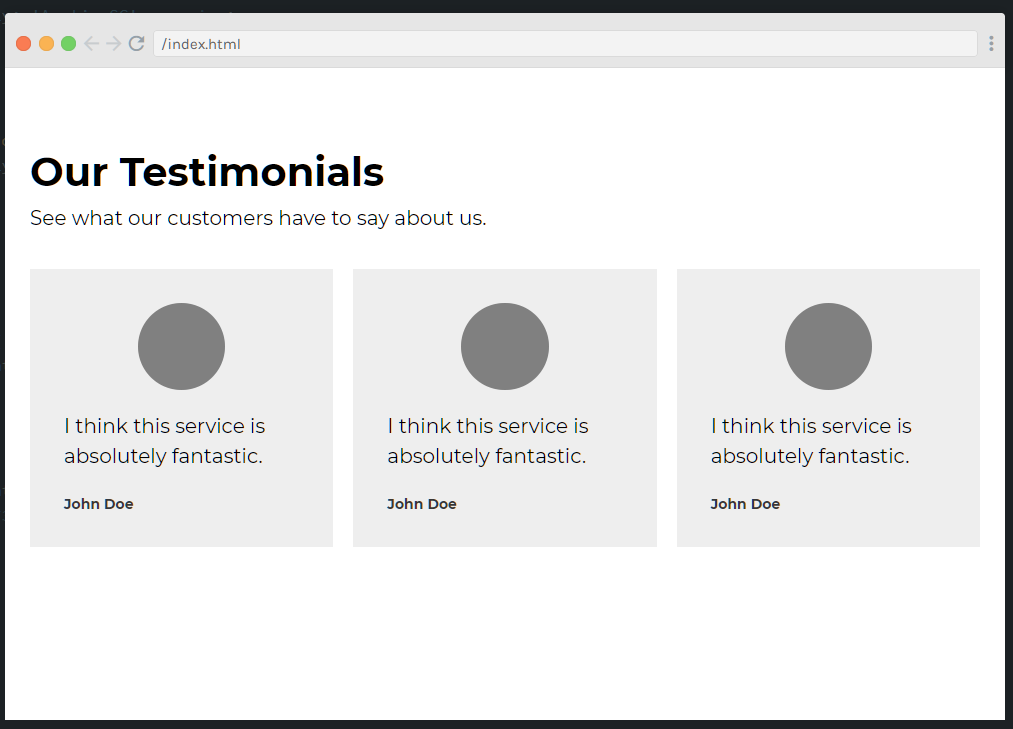 /index.html
Our Testimonials
See what our customers have to say about us.
I think this service is
absolutely fantastic.
John Doe
I think this service is
absolutely fantastic.
John Doe
I think this service is
absolutely fantastic.
John Doe